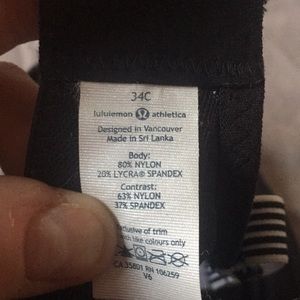 34C
lululemon athletica
Designed in Vancouver
Made in Sri Lanka
Body:
80% NYLON
20% LYCRA® SPANDEX
Contrast:
63% NYLON
37% SPANDEX
of trim
with like colours only
CA 35801 RN 106259
V6